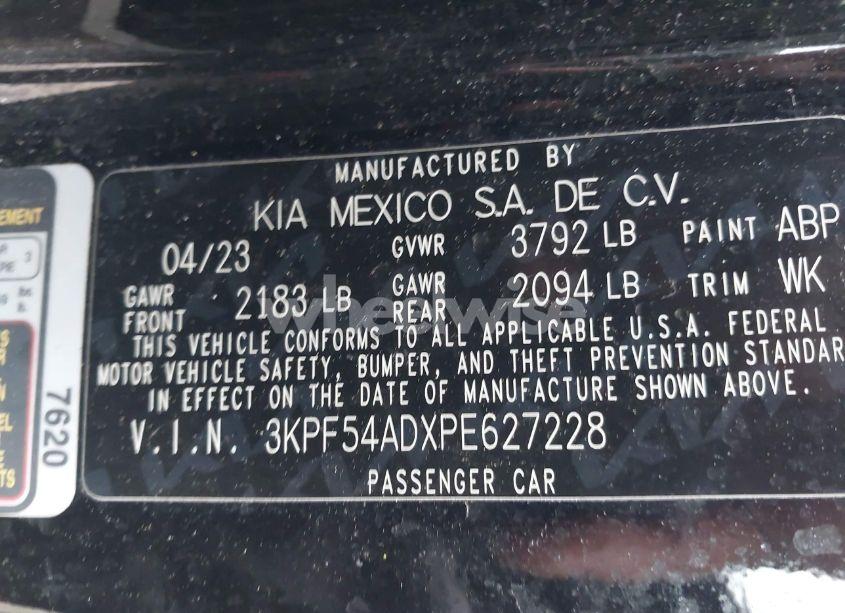 MANUFACTURED BY
KIA MEXICO S.A. DE C.V.
04/23 GVWR 3792 LB PAINT ABP
GAWR FRONT 2183 LB GAWR REAR 2094 LB TRIM WK
THIS VEHICLE CONFORMS TO ALL APPLICABLE U.S.A. FEDERAL
MOTOR VEHICLE SAFETY, BUMPER, AND THEFT PREVENTION STANDAR
IN EFFECT ON THE DATE OF MANUFACTURE SHOWN ABOVE.
V.I.N. 3KPF54ADXPE627228
PASSENGER CAR
7620
EMENT
wheelwise